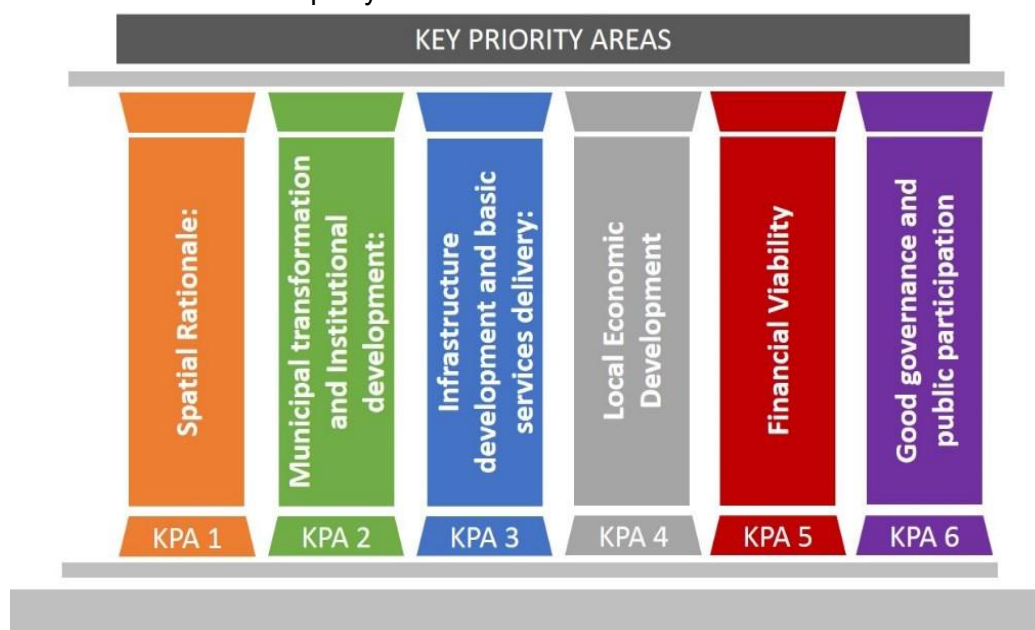 KEY PRIORITY AREAS
Spatial Rationale:
Municipal transformation
and Institutional
development:
Infrastructure
development and basic
services delivery:
Local Economic
Development
Financial Viability
Good governance and
public participation
KPA 1
KPA 2
KPA 3
KPA 4
KPA 5
KPA 6